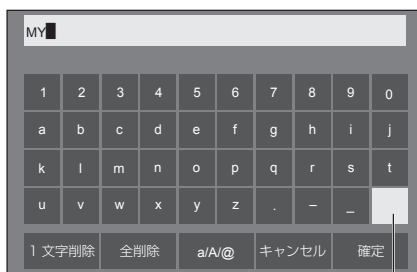 MY
1 2 3 4 5 6 7 8 9 0
a b c d e f g h i j
k l m n o p q r s t
u v w x y z . – _
1 文字削除 全削除 a/A/@ キャンセル 確定